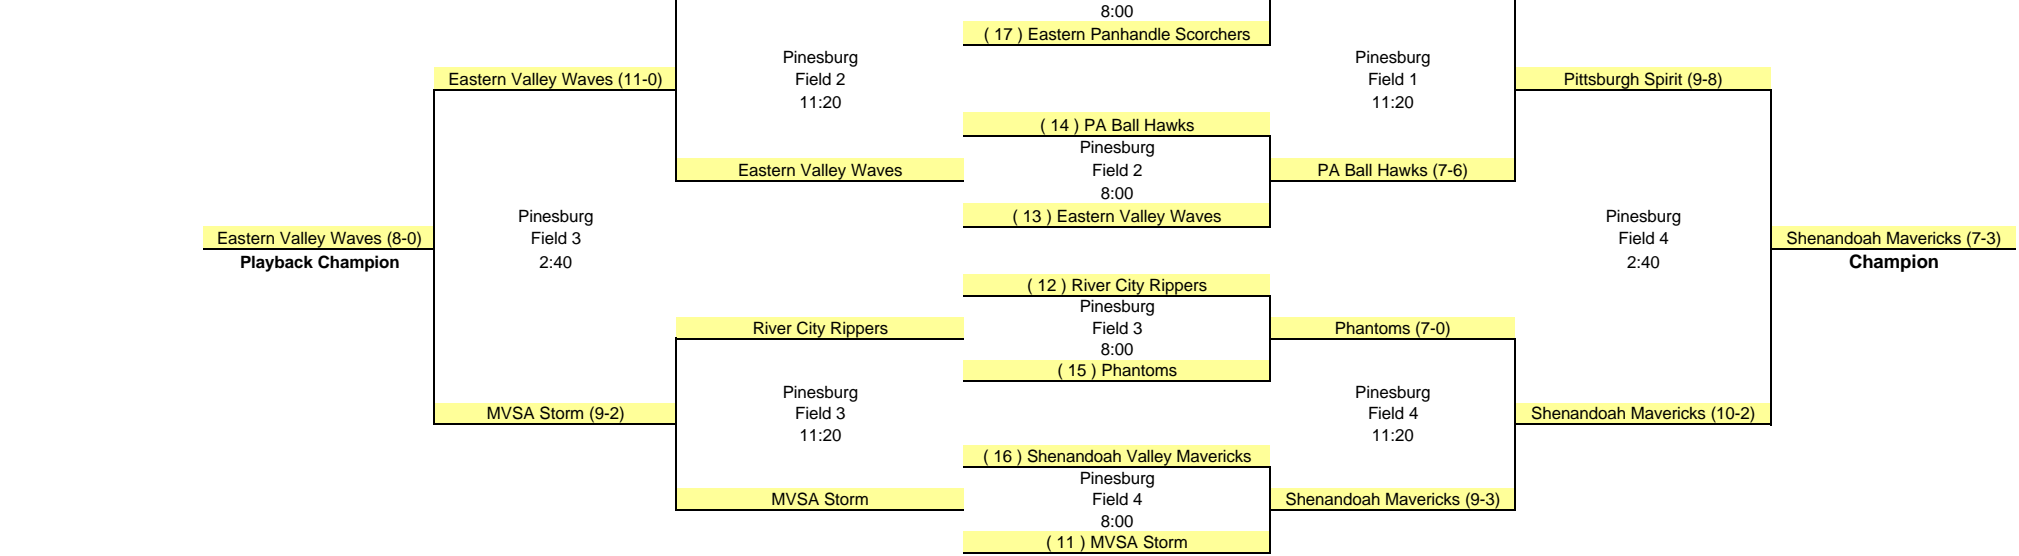 8:00
( 17 ) Eastern Panhandle Scorchers
Pinesburg
Pinesburg
Eastern Valley Waves (11-0)
Field 2
Field 1
Pittsburgh Spirit (9-8)
11:20
11:20
( 14 ) PA Ball Hawks
Pinesburg
Eastern Valley Waves
Field 2
PA Ball Hawks (7-6)
8:00
Pinesburg
( 13 ) Eastern Valley Waves
Pinesburg
Eastern Valley Waves (8-0)
Field 3
Field 4
Shenandoah Mavericks (7-3)
Playback Champion
2:40
2:40
Champion
( 12 ) River City Rippers
Pinesburg
River City Rippers
Field 3
Phantoms (7-0)
8:00
( 15 ) Phantoms
Pinesburg
Pinesburg
MVSA Storm (9-2)
Field 3
Field 4
Shenandoah Mavericks (10-2)
11:20
11:20
( 16 ) Shenandoah Valley Mavericks
Pinesburg
MVSA Storm
Field 4
Shenandoah Mavericks (9-3)
8:00
( 11 ) MVSA Storm